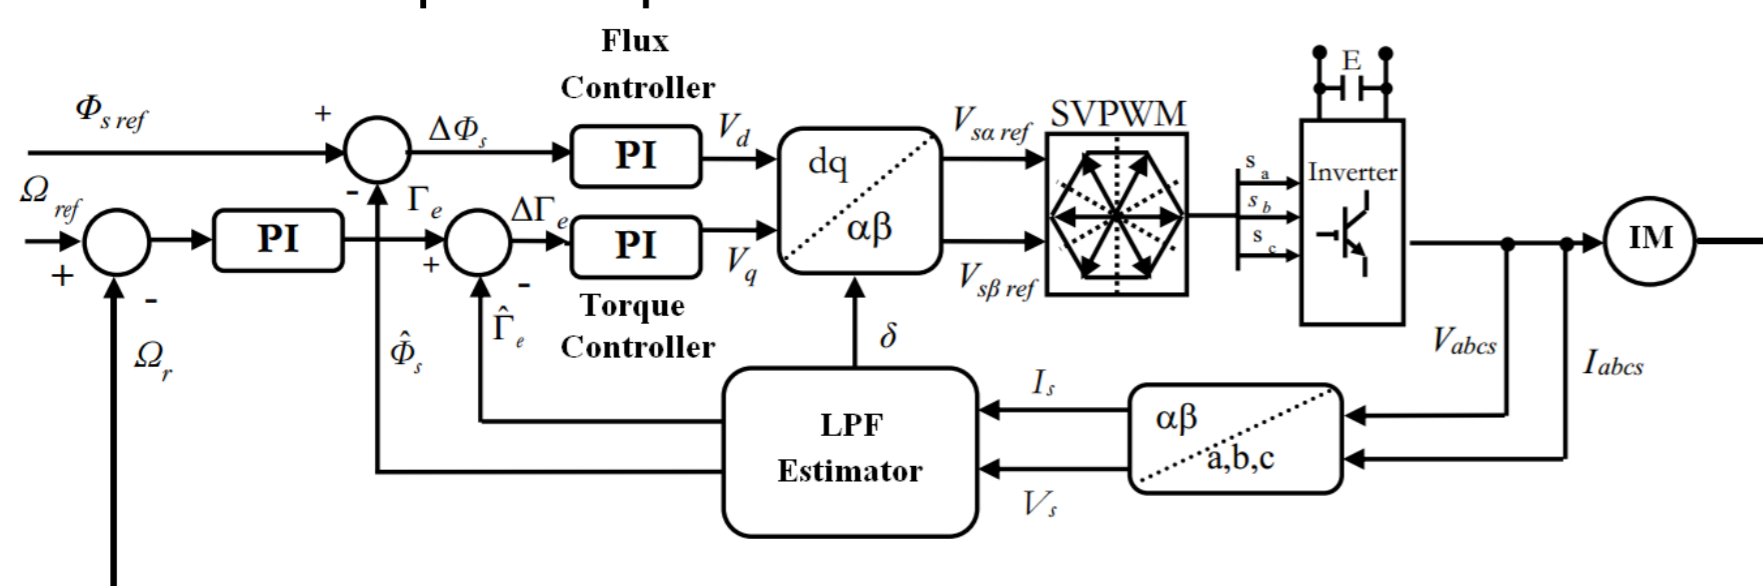 Flux
Controller
Φs ref
+
-
ΔΦs
PI
Vd
dq
αβ
Vsα ref
Vsβ ref
SVPWM
E
Inverter
sa
sb
sc
IM
Ωref
+
-
Ωr
PI
Γe
+
-
ΔΓe
PI
Vq
Torque
Controller
Γ̂e
Φ̂s
δ
LPF
Estimator
Is
Vs
αβ
a,b,c
Vabcs
Iabcs